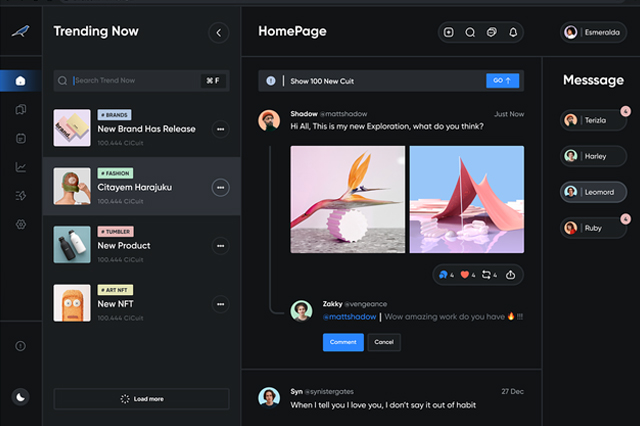 Trending Now
Search Trend Now
⌘ F
# BRANDS
New Brand Has Release
100.444 CiCuit
# FASHION
Citayem Harajuku
100.444 CiCuit
# TUMBLER
New Product
100.444 CiCuit
# ART NFT
New NFT
100.444 CiCuit
Load more
HomePage
Show 100 New Cuit
GO ↑
Shadow @mattshadow
Just Now
Hi All, This is my new Exploration, what do you think?
4 4 4
Zakky @vengeance
@mattshadow | Wow amazing work do you have 🔥 !!!
Comment
Cancel
Syn @synistergates
27 Dec
When I tell you I love you, I don't say it out of habit
Esmeralda
Messsage
Terizla
4
Harley
Leomord
Ruby
4